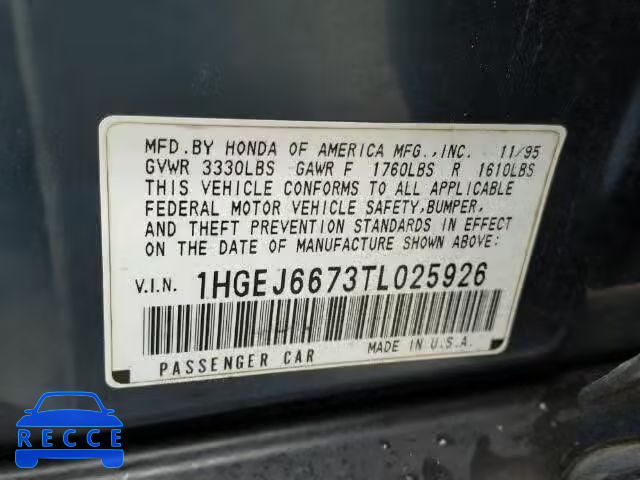 MFD. BY HONDA OF AMERICA MFG., INC. 11/95
GVWR 3330LBS GAWR F 1760LBS R 1610LBS
THIS VEHICLE CONFORMS TO ALL APPLICABLE
FEDERAL MOTOR VEHICLE SAFETY, BUMPER,
AND THEFT PREVENTION STANDARDS IN EFFECT
ON THE DATE OF MANUFACTURE SHOWN ABOVE:
V.I.N. 1HGEJ6673TL025926
PASSENGER CAR MADE IN U.S.A.
RECCE